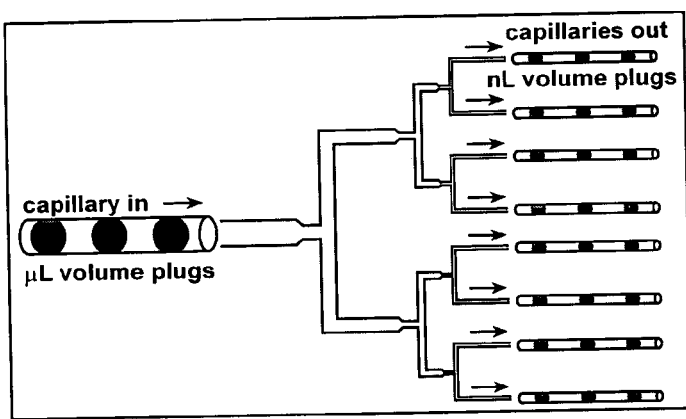 capillaries out
nL volume plugs
capillary in
μL volume plugs